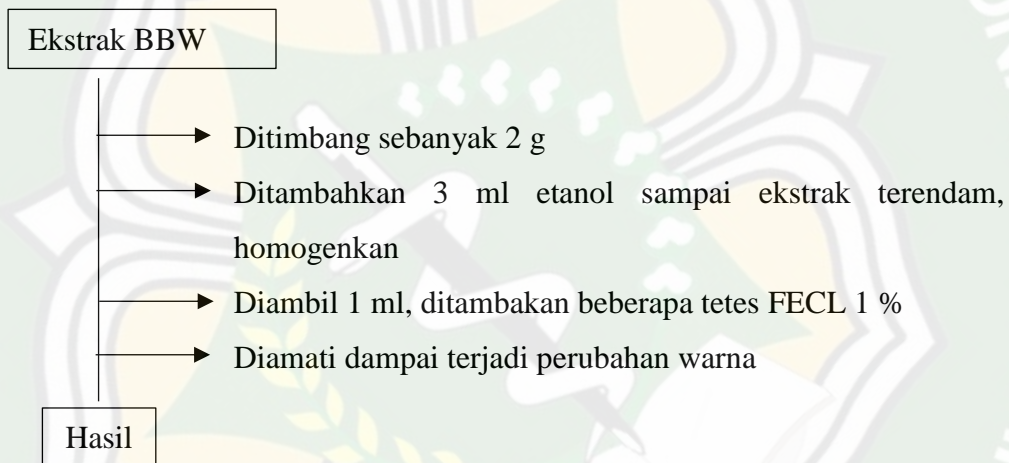 Ekstrak BBW
Ditimbang sebanyak 2 g
Ditambahkan 3 ml etanol sampai ekstrak terendam,
homogenkan
Diambil 1 ml, ditambakan beberapa tetes FECL 1 %
Diamati dampai terjadi perubahan warna
Hasil